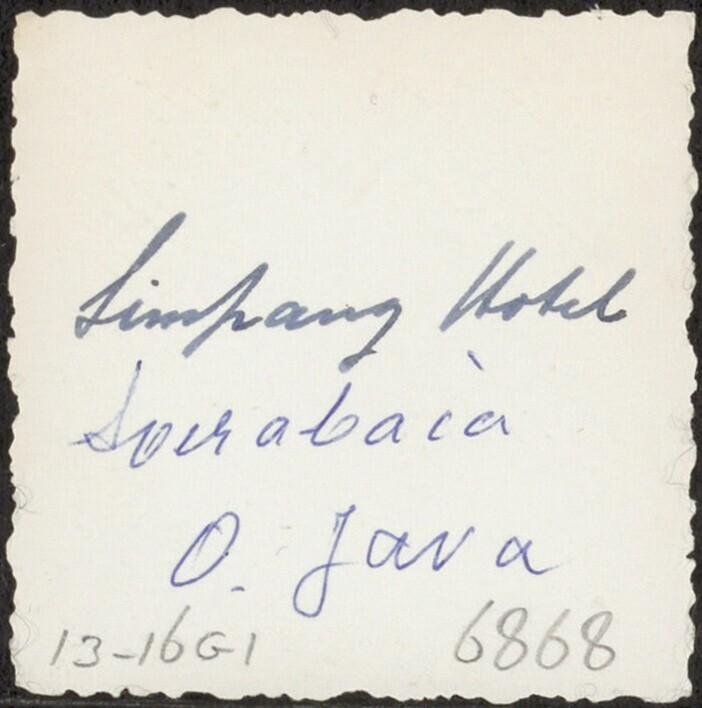 Simpang Hotel
Soerabaia
O. Java
13-16G1 6868